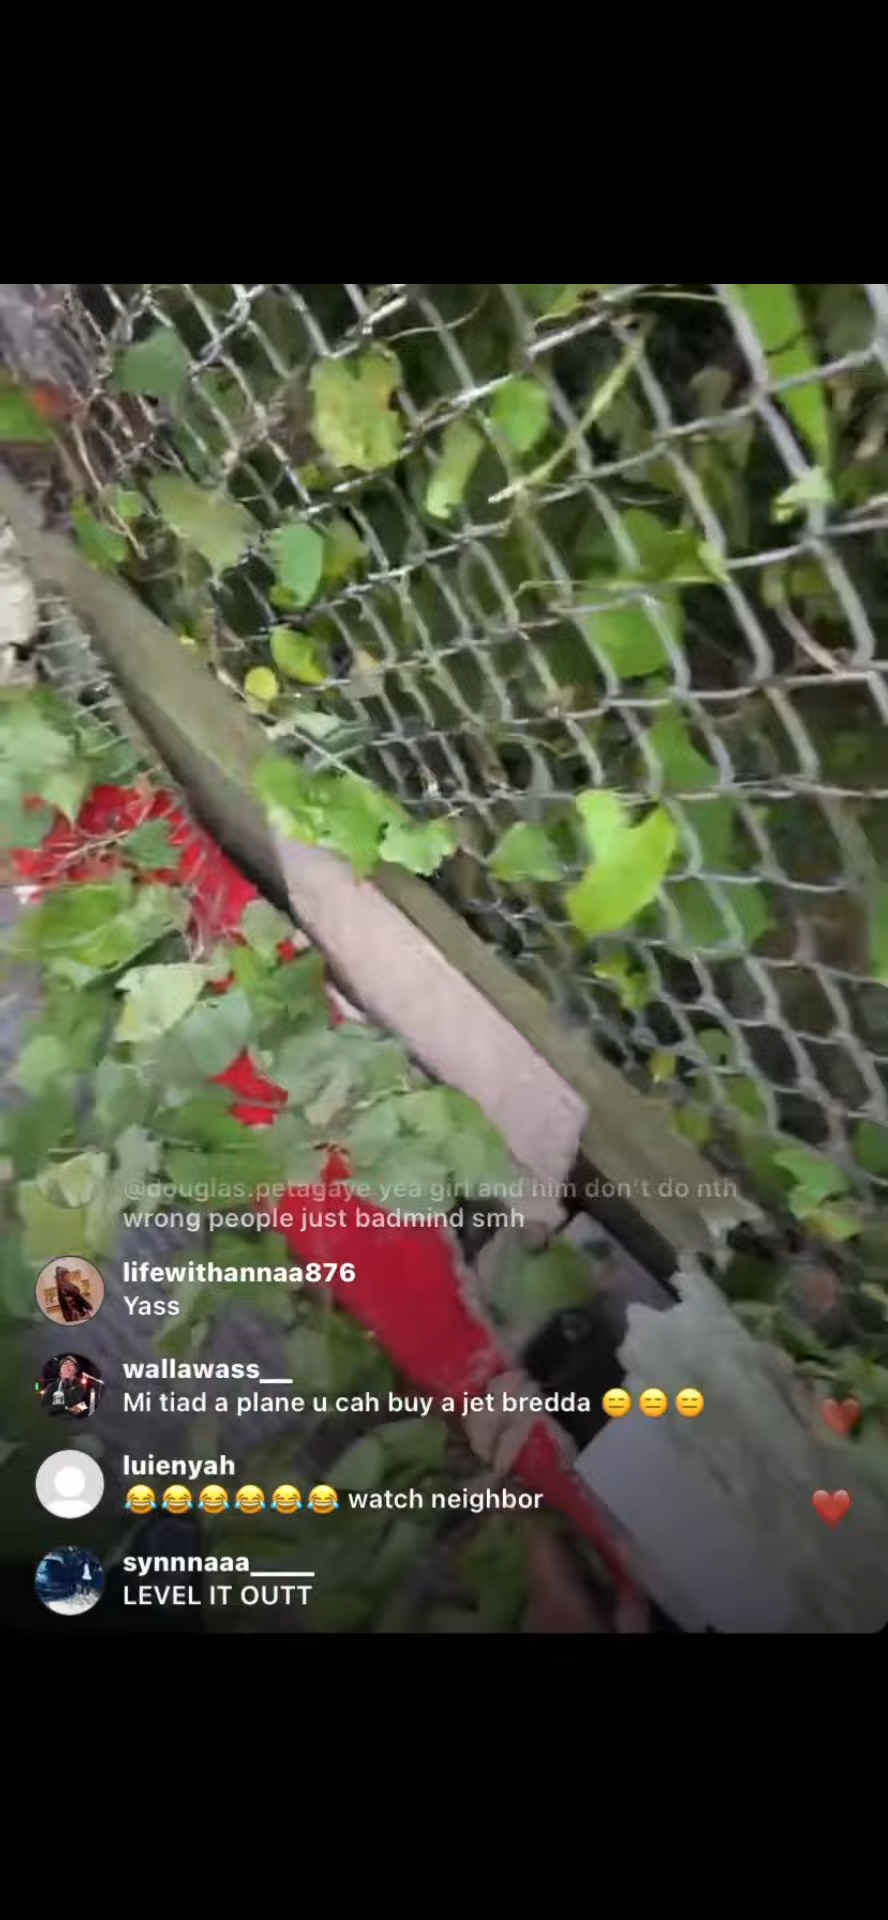 @douglas.petagaye yea girl and him don't do nth
wrong people just badmind smh
lifewithannaa876
Yass
wallawass__
Mi tiad a plane u cah buy a jet bredda 😑😑😑
luienyah
😂😂😂😂😂😂 watch neighbor
synnnaaa_____
LEVEL IT OUTT